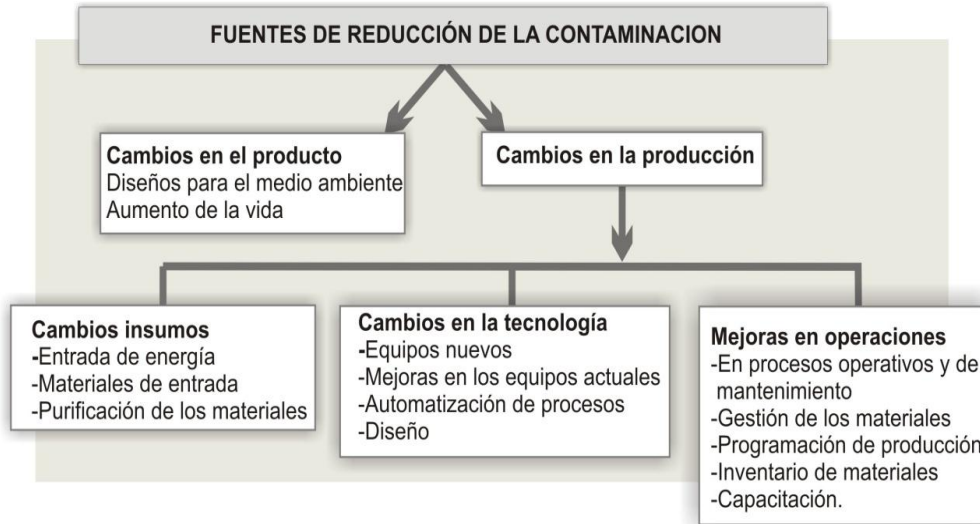 FUENTES DE REDUCCIÓN DE LA CONTAMINACION
Cambios en el producto
Diseños para el medio ambiente
Aumento de la vida
Cambios en la producción
Cambios insumos
-Entrada de energía
-Materiales de entrada
-Purificación de los materiales
Cambios en la tecnología
-Equipos nuevos
-Mejoras en los equipos actuales
-Automatización de procesos
-Diseño
Mejoras en operaciones
-En procesos operativos y de
mantenimiento
-Gestión de los materiales
-Programación de producción
-Inventario de materiales
-Capacitación.